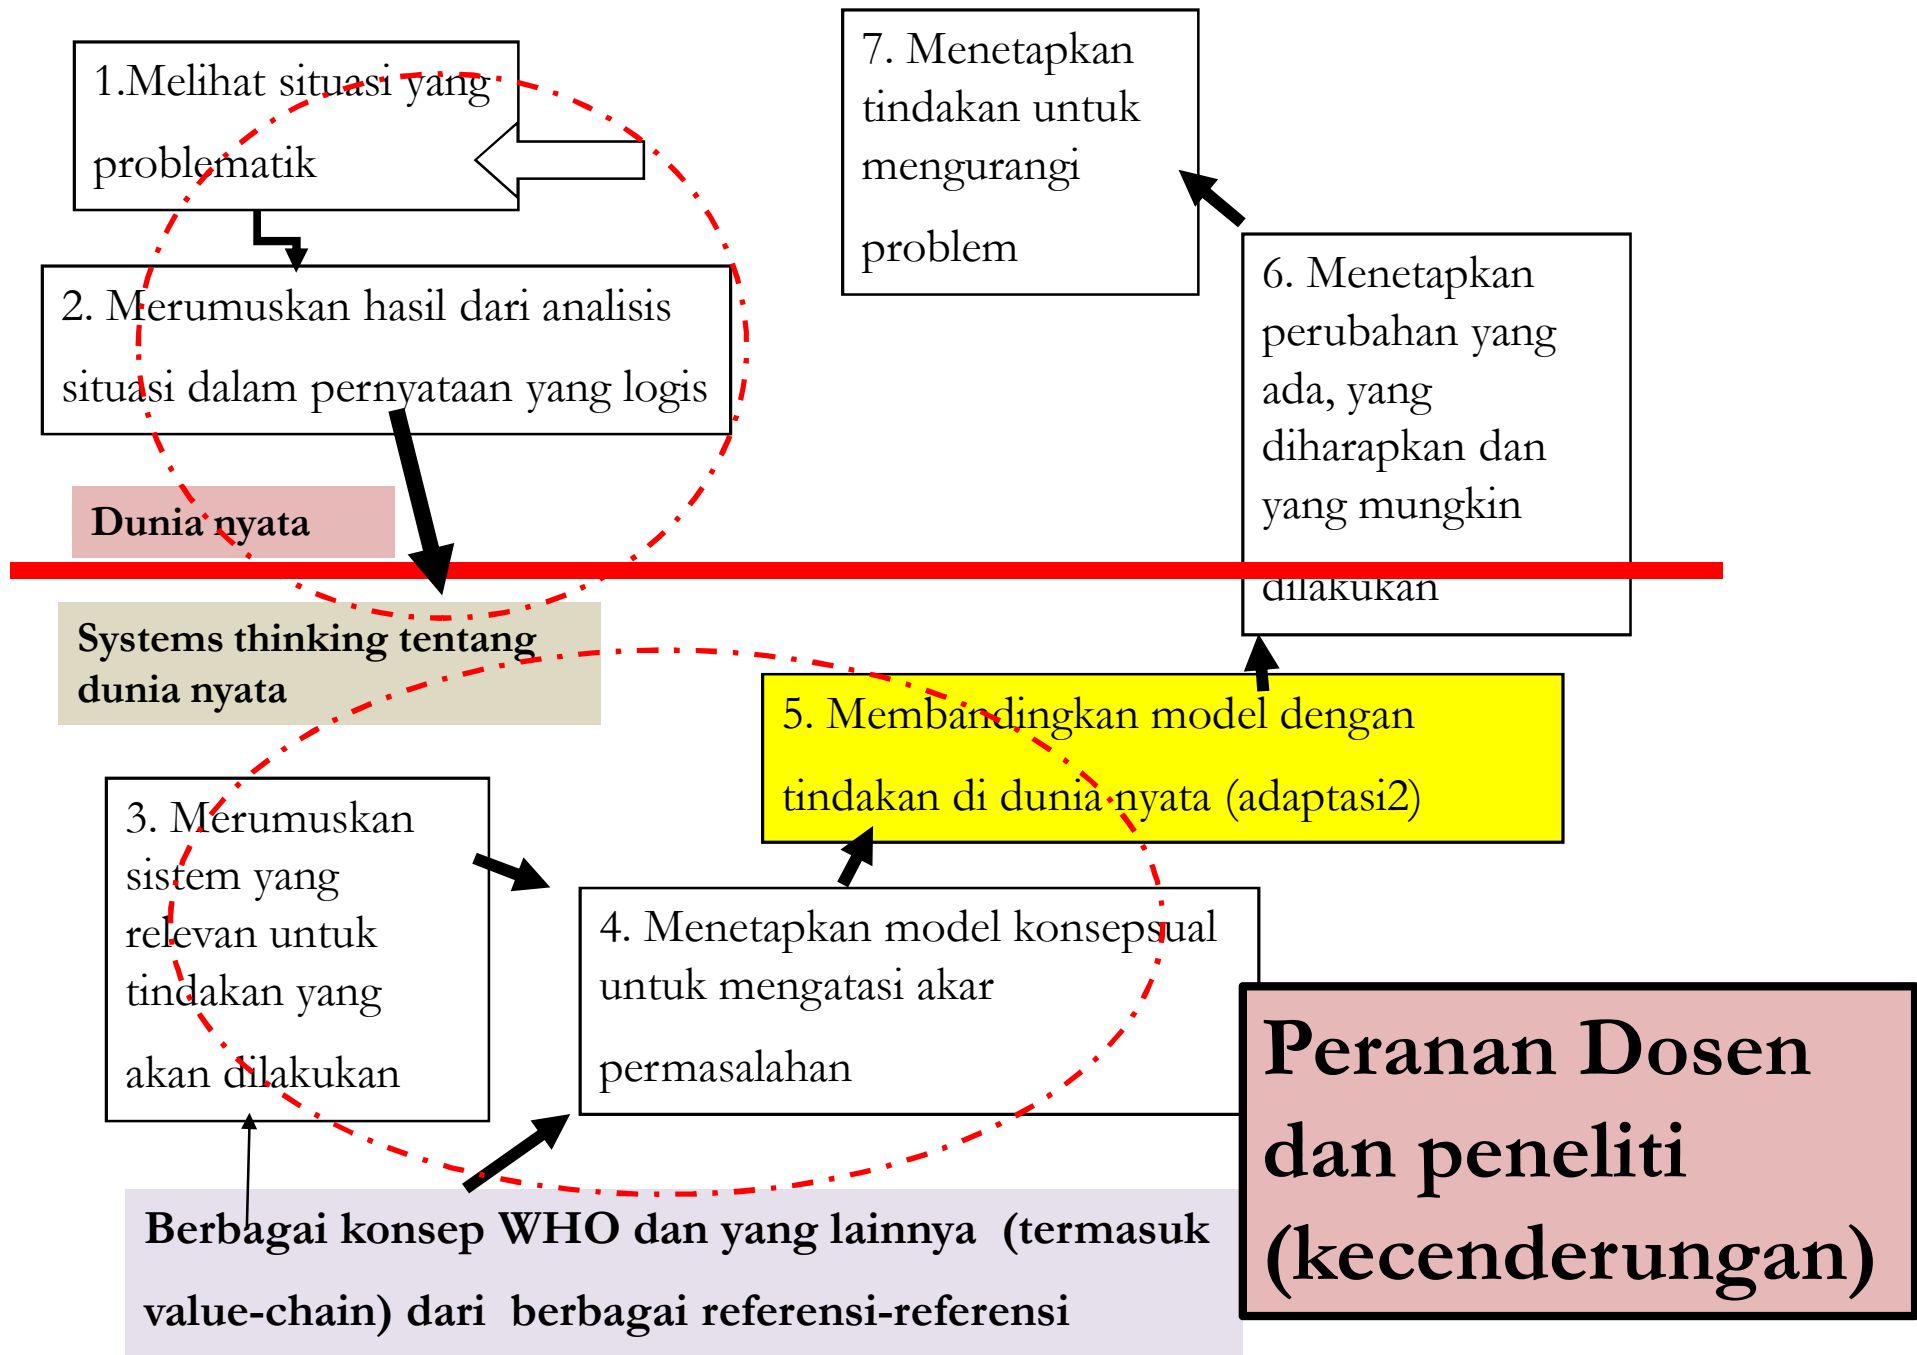 1.Melihat situasi yang
problematik
2. Merumuskan hasil dari analisis
situasi dalam pernyataan yang logis
Dunia nyata
Systems thinking tentang
dunia nyata
3. Merumuskan
sistem yang
relevan untuk
tindakan yang
akan dilakukan
4. Menetapkan model konsepsual
untuk mengatasi akar
permasalahan
5. Membandingkan model dengan
tindakan di dunia nyata (adaptasi2)
6. Menetapkan
perubahan yang
ada, yang
diharapkan dan
yang mungkin
dilakukan
7. Menetapkan
tindakan untuk
mengurangi
problem
Berbagai konsep WHO dan yang lainnya (termasuk
value-chain) dari berbagai referensi-referensi
Peranan Dosen
dan peneliti
(kecenderungan)